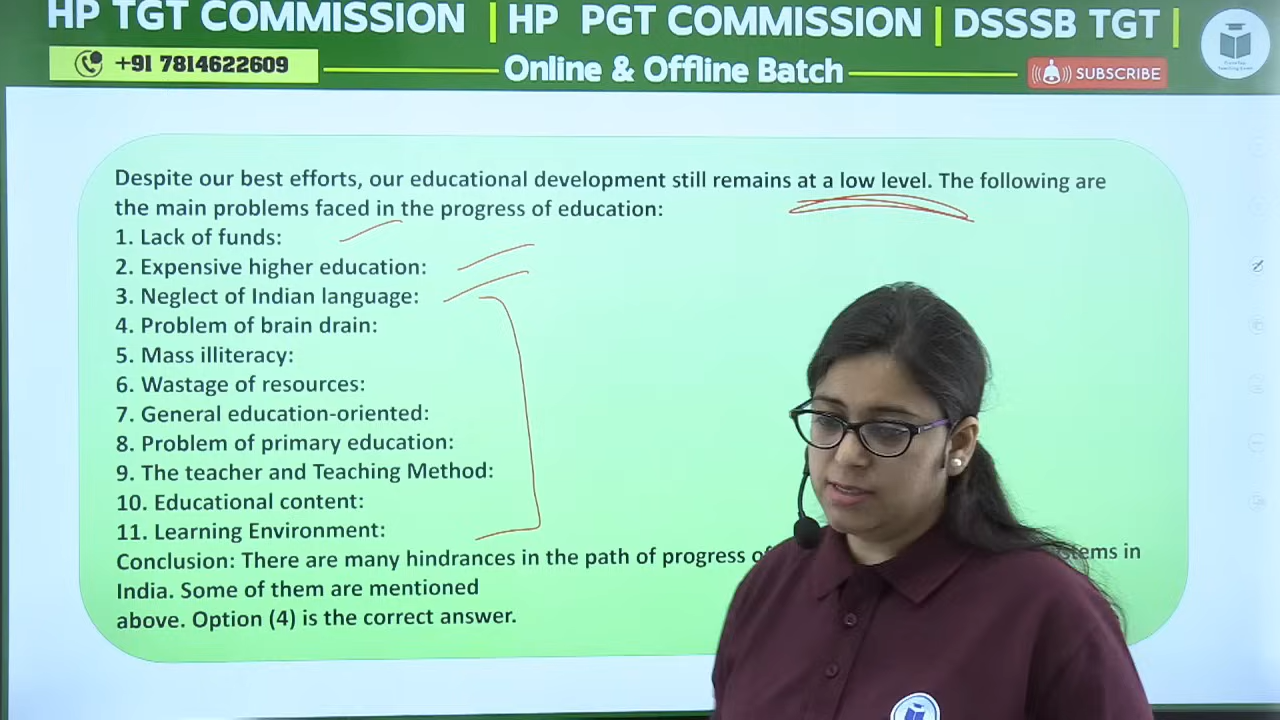 HP TGT COMMISSION | HP PGT COMMISSION | DSSSB TGT |
+91 7814622609
Online & Offline Batch
SUBSCRIBE
Despite our best efforts, our educational development still remains at a low level. The following are
the main problems faced in the progress of education:
1. Lack of funds:
2. Expensive higher education:
3. Neglect of Indian language:
4. Problem of brain drain:
5. Mass illiteracy:
6. Wastage of resources:
7. General education-oriented:
8. Problem of primary education:
9. The teacher and Teaching Method:
10. Educational content:
11. Learning Environment:
Conclusion: There are many hindrances in the path of progress in
India. Some of them are mentioned
above. Option (4) is the correct answer.